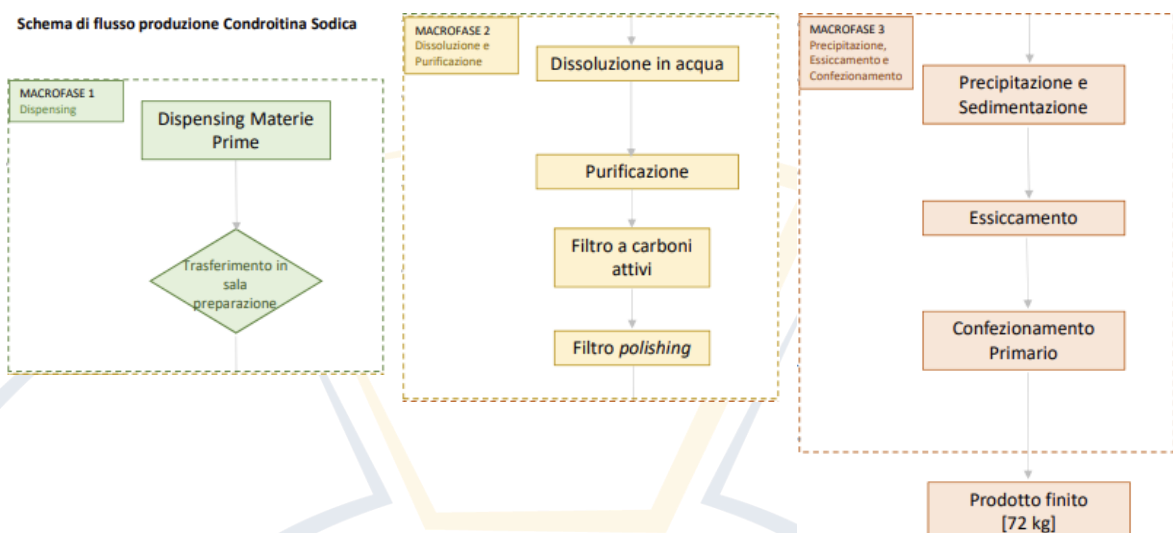 Schema di flusso produzione Condroitina Sodica
MACROFASE 1
Dispensing
Dispensing Materie
Prime
Trasferimento in
sala
preparazione
MACROFASE 2
Dissoluzione e
Purificazione
Dissoluzione in acqua
Purificazione
Filtro a carboni
attivi
Filtro polishing
MACROFASE 3
Precipitazione,
Essiccamento e
Confezionamento
Precipitazione e
Sedimentazione
Essiccamento
Confezionamento
Primario
Prodotto finito
[72 kg]